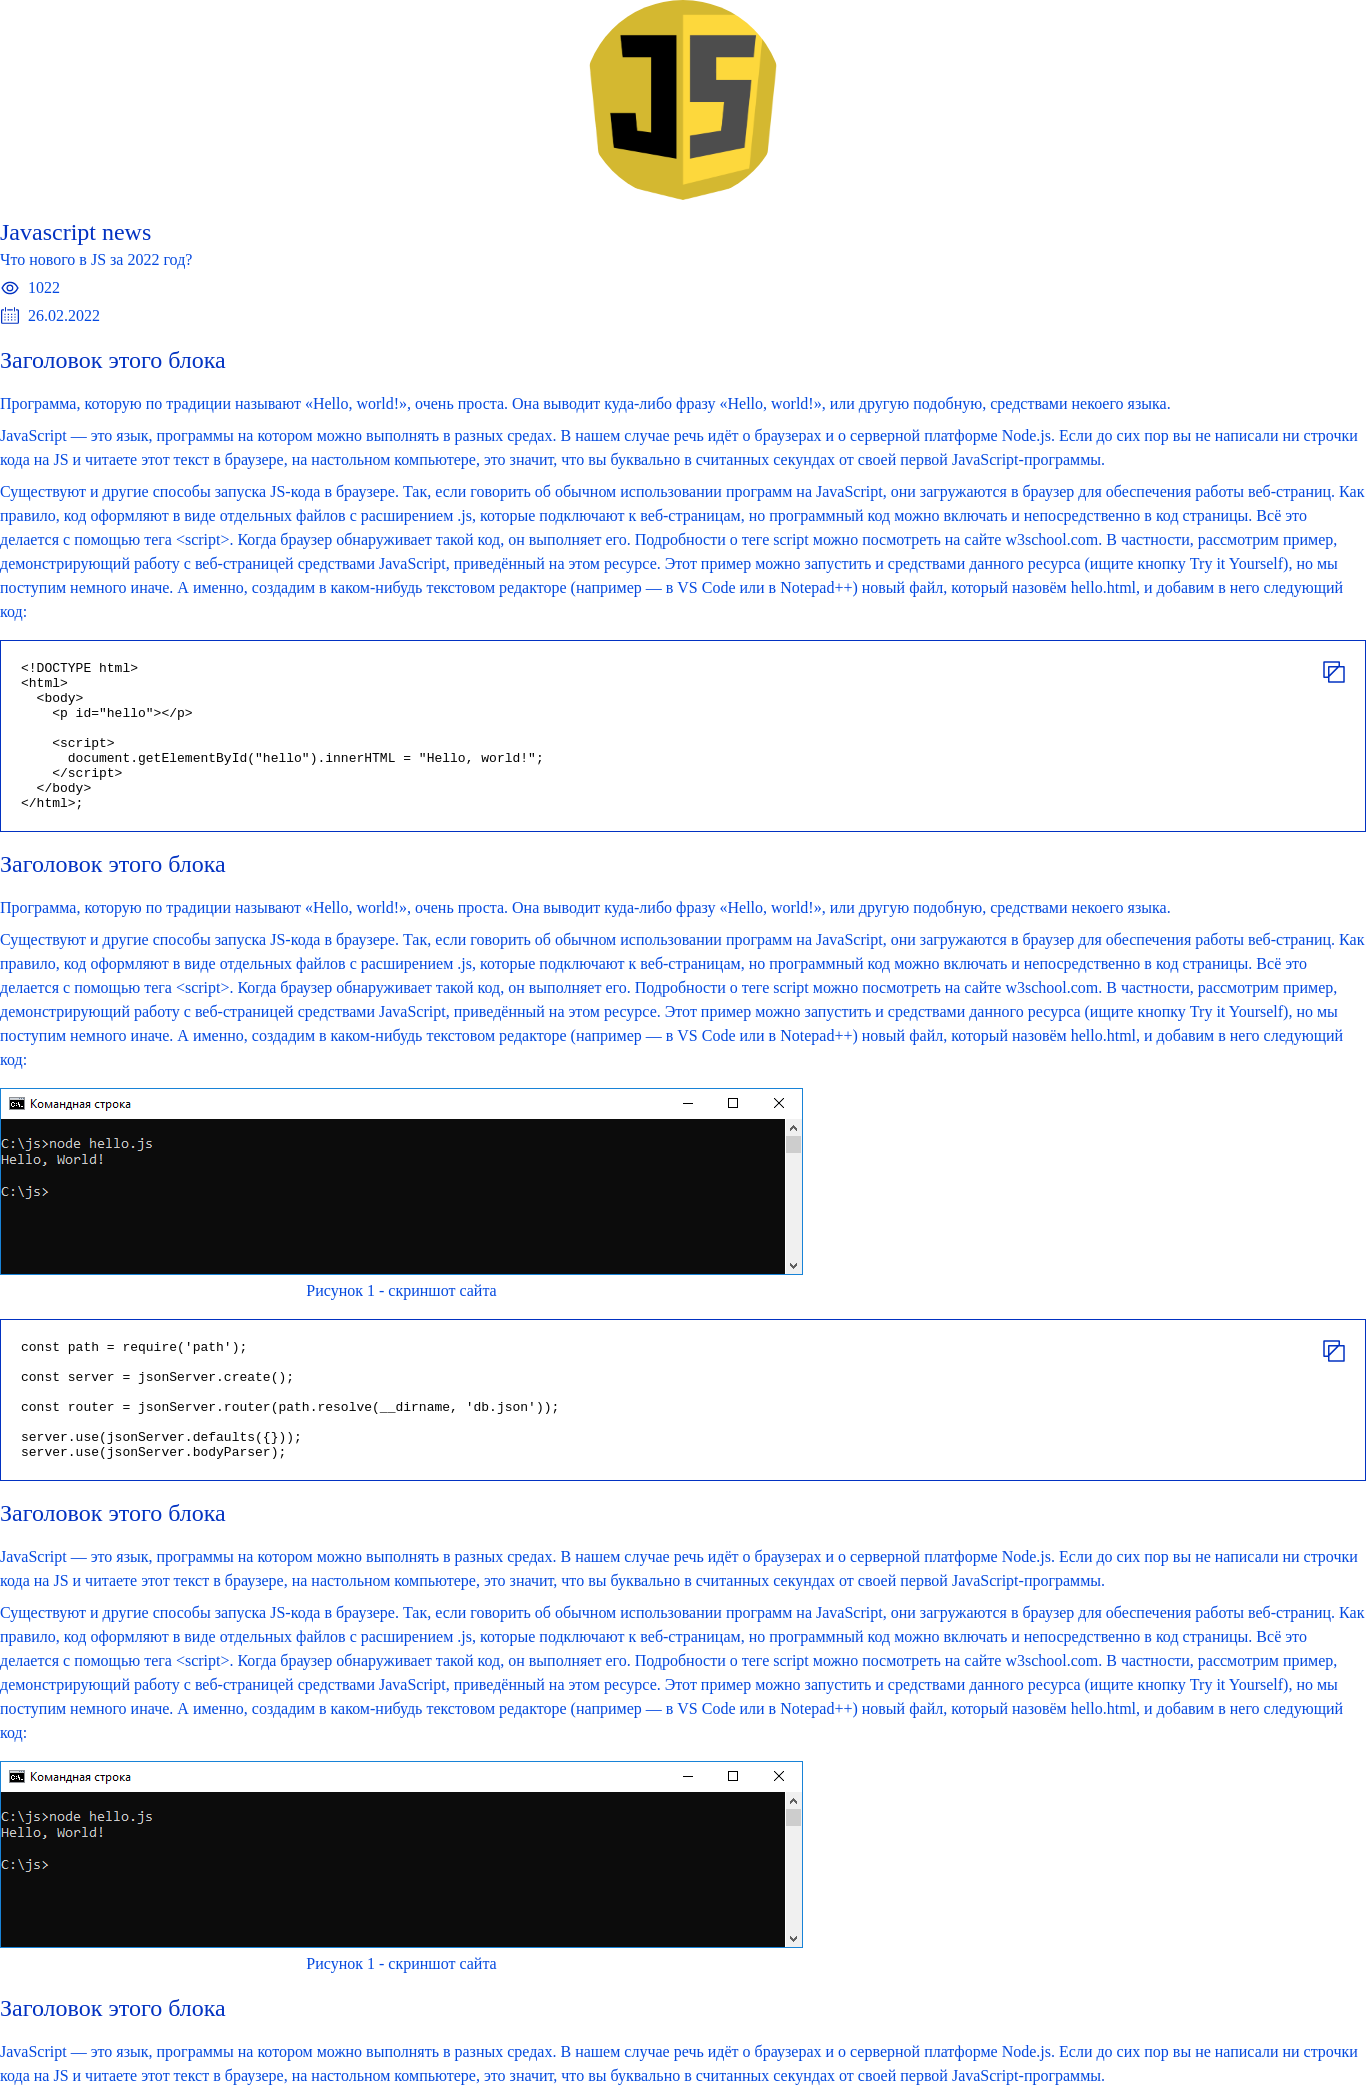 JS
Javascript news
Что нового в JS за 2022 год?
1022
26.02.2022
Заголовок этого блока
Программа, которую по традиции называют «Hello, world!», очень проста. Она выводит куда-либо фразу «Hello, world!», или другую подобную, средствами некоего языка.
JavaScript — это язык, программы на котором можно выполнять в разных средах. В нашем случае речь идёт о браузерах и о серверной платформе Node.js. Если до сих пор вы не написали ни строчки
кода на JS и читаете этот текст в браузере, на настольном компьютере, это значит, что вы буквально в считанных секундах от своей первой JavaScript-программы.
Существуют и другие способы запуска JS-кода в браузере. Так, если говорить об обычном использовании программ на JavaScript, они загружаются в браузер для обеспечения работы веб-страниц. Как
правило, код оформляют в виде отдельных файлов с расширением .js, которые подключают к веб-страницам, но программный код можно включать и непосредственно в код страницы. Всё это
делается с помощью тега <script>. Когда браузер обнаруживает такой код, он выполняет его. Подробности о теге script можно посмотреть на сайте w3school.com. В частности, рассмотрим пример,
демонстрирующий работу с веб-страницей средствами JavaScript, приведённый на этом ресурсе. Этот пример можно запустить и средствами данного ресурса (ищите кнопку Try it Yourself), но мы
поступим немного иначе. А именно, создадим в каком-нибудь текстовом редакторе (например — в VS Code или в Notepad++) новый файл, который назовём hello.html, и добавим в него следующий
код:
<!DOCTYPE html>
<html>
  <body>
    <p id="hello"></p>

    <script>
      document.getElementById("hello").innerHTML = "Hello, world!";
    </script>
  </body>
</html>;
Заголовок этого блока
Программа, которую по традиции называют «Hello, world!», очень проста. Она выводит куда-либо фразу «Hello, world!», или другую подобную, средствами некоего языка.
Существуют и другие способы запуска JS-кода в браузере. Так, если говорить об обычном использовании программ на JavaScript, они загружаются в браузер для обеспечения работы веб-страниц. Как
правило, код оформляют в виде отдельных файлов с расширением .js, которые подключают к веб-страницам, но программный код можно включать и непосредственно в код страницы. Всё это
делается с помощью тега <script>. Когда браузер обнаруживает такой код, он выполняет его. Подробности о теге script можно посмотреть на сайте w3school.com. В частности, рассмотрим пример,
демонстрирующий работу с веб-страницей средствами JavaScript, приведённый на этом ресурсе. Этот пример можно запустить и средствами данного ресурса (ищите кнопку Try it Yourself), но мы
поступим немного иначе. А именно, создадим в каком-нибудь текстовом редакторе (например — в VS Code или в Notepad++) новый файл, который назовём hello.html, и добавим в него следующий
код:
Командная строка
C:\js>node hello.js
Hello, World!
C:\js>
Рисунок 1 - скриншот сайта
const path = require('path');

const server = jsonServer.create();

const router = jsonServer.router(path.resolve(__dirname, 'db.json'));

server.use(jsonServer.defaults({}));
server.use(jsonServer.bodyParser);
Заголовок этого блока
JavaScript — это язык, программы на котором можно выполнять в разных средах. В нашем случае речь идёт о браузерах и о серверной платформе Node.js. Если до сих пор вы не написали ни строчки
кода на JS и читаете этот текст в браузере, на настольном компьютере, это значит, что вы буквально в считанных секундах от своей первой JavaScript-программы.
Существуют и другие способы запуска JS-кода в браузере. Так, если говорить об обычном использовании программ на JavaScript, они загружаются в браузер для обеспечения работы веб-страниц. Как
правило, код оформляют в виде отдельных файлов с расширением .js, которые подключают к веб-страницам, но программный код можно включать и непосредственно в код страницы. Всё это
делается с помощью тега <script>. Когда браузер обнаруживает такой код, он выполняет его. Подробности о теге script можно посмотреть на сайте w3school.com. В частности, рассмотрим пример,
демонстрирующий работу с веб-страницей средствами JavaScript, приведённый на этом ресурсе. Этот пример можно запустить и средствами данного ресурса (ищите кнопку Try it Yourself), но мы
поступим немного иначе. А именно, создадим в каком-нибудь текстовом редакторе (например — в VS Code или в Notepad++) новый файл, который назовём hello.html, и добавим в него следующий
код:
Командная строка
C:\js>node hello.js
Hello, World!
C:\js>
Рисунок 1 - скриншот сайта
Заголовок этого блока
JavaScript — это язык, программы на котором можно выполнять в разных средах. В нашем случае речь идёт о браузерах и о серверной платформе Node.js. Если до сих пор вы не написали ни строчки
кода на JS и читаете этот текст в браузере, на настольном компьютере, это значит, что вы буквально в считанных секундах от своей первой JavaScript-программы.